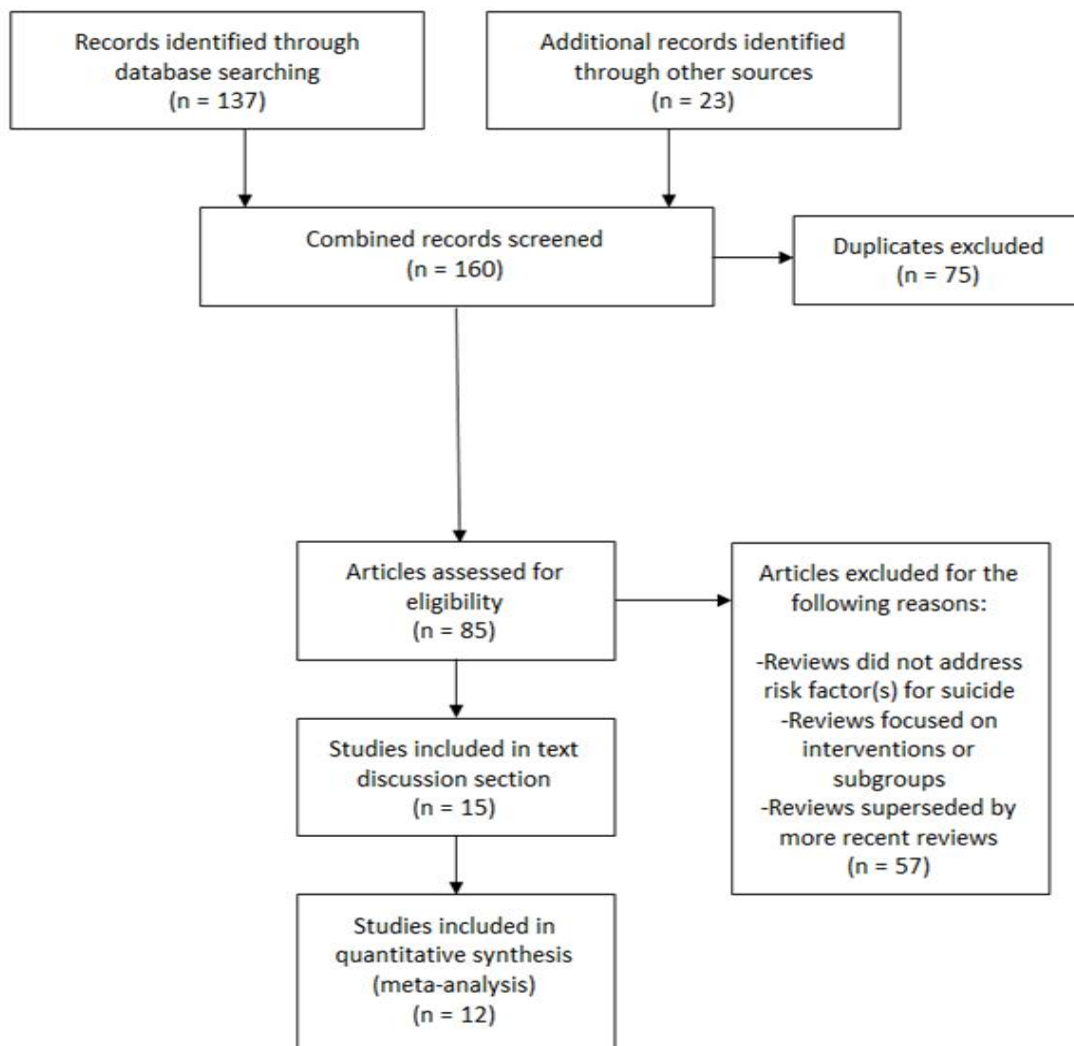 Records identified through
database searching
(n = 137)
Additional records identified
through other sources
(n = 23)
Combined records screened
(n = 160)
Duplicates excluded
(n = 75)
Articles assessed for
eligibility
(n = 85)
Articles excluded for the
following reasons:
-Reviews did not address
risk factor(s) for suicide
-Reviews focused on
interventions or
subgroups
-Reviews superseded by
more recent reviews
(n = 57)
Studies included in text
discussion section
(n = 15)
Studies included in
quantitative synthesis
(meta-analysis)
(n = 12)